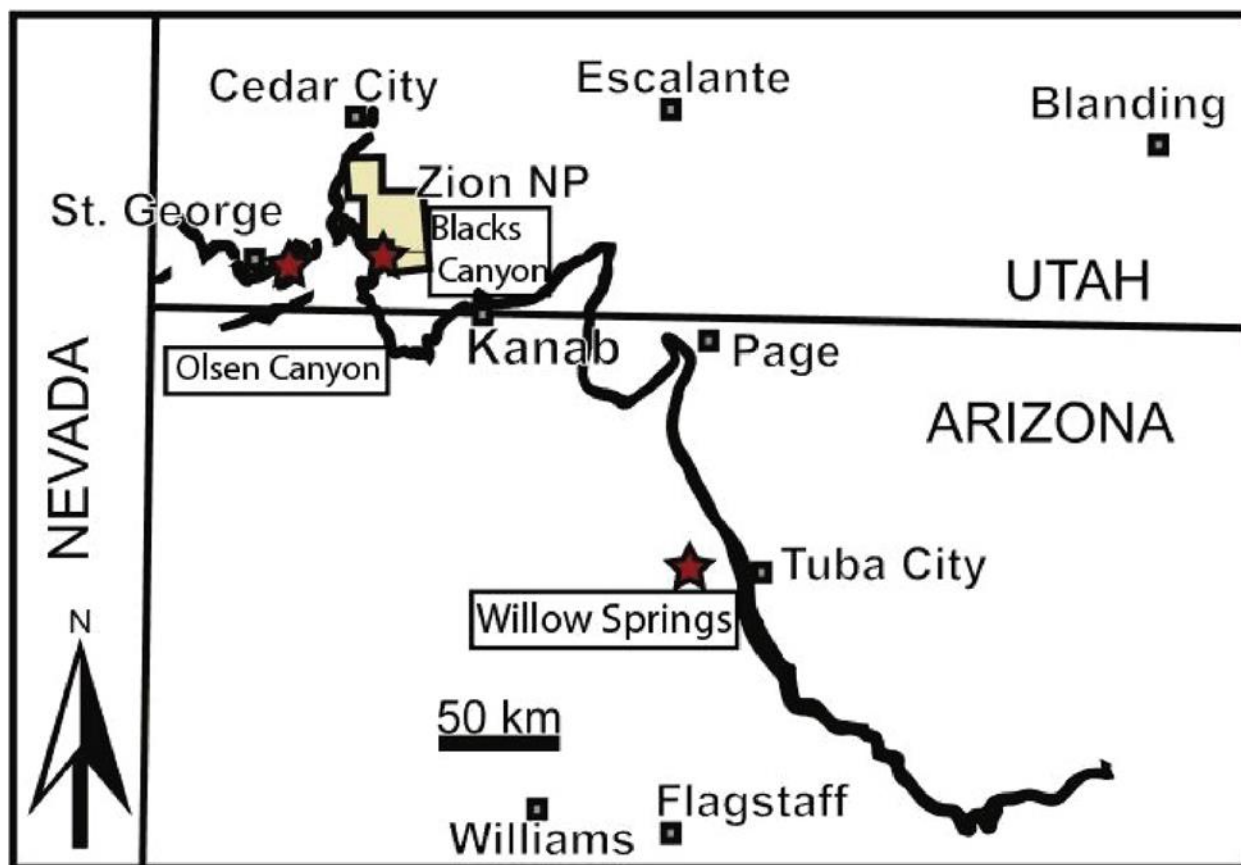 Cedar City
Escalante
Blanding
Zion NP
St. George
Blacks
Canyon
UTAH
Kanab
Page
Olsen Canyon
NEVADA
ARIZONA
Tuba City
Willow Springs
N
50 km
Flagstaff
Williams